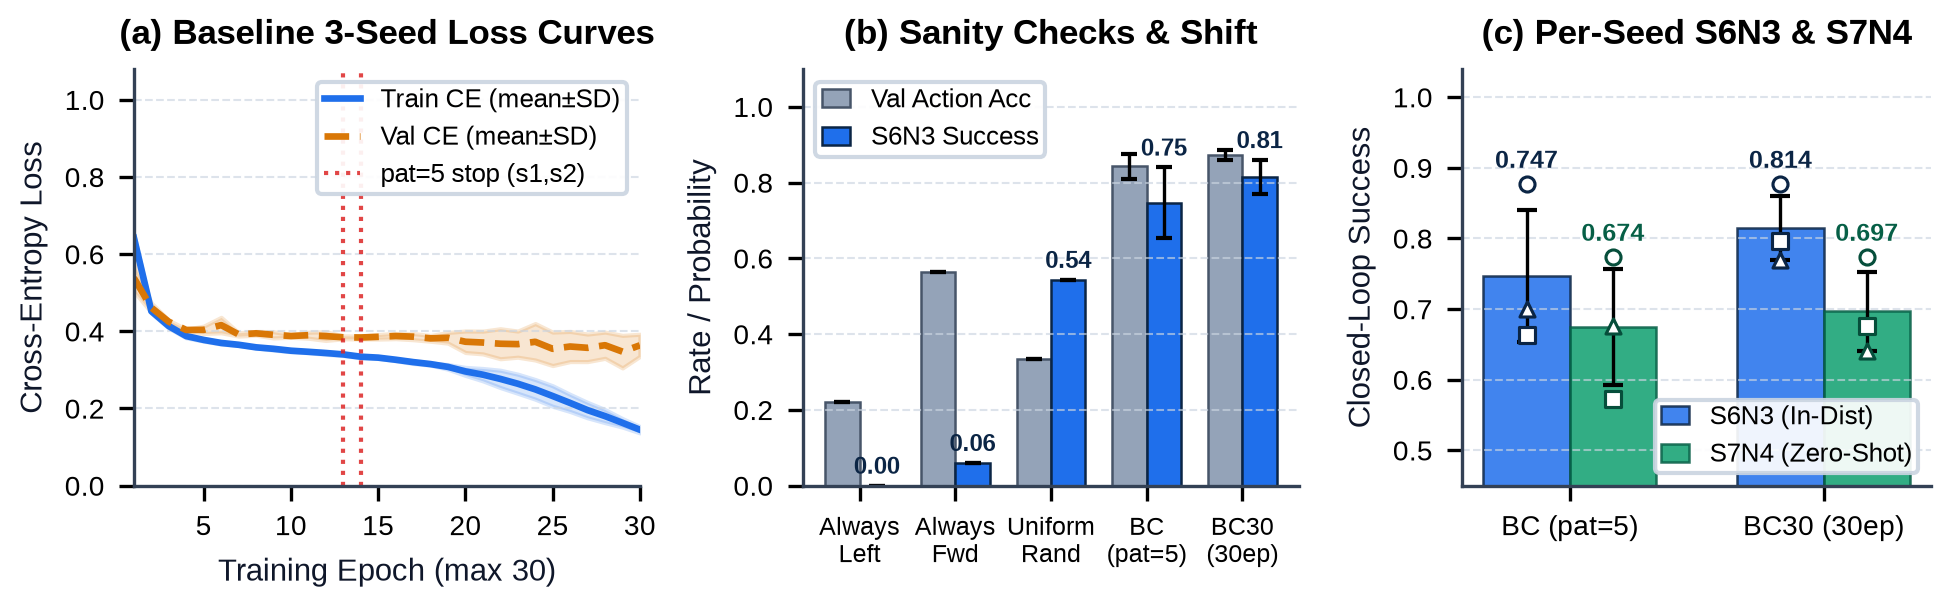 (a) Baseline 3-Seed Loss Curves
Cross-Entropy Loss
1.0
0.8
0.6
0.4
0.2
0.0
Train CE (mean±SD)
Val CE (mean±SD)
pat=5 stop (s1,s2)
5 10 15 20 25 30
Training Epoch (max 30)
(b) Sanity Checks & Shift
Rate / Probability
1.0
0.8
0.6
0.4
0.2
0.0
Val Action Acc
S6N3 Success
0.00 0.06 0.54 0.75 0.81
Always Always Uniform BC BC30
Left Fwd Rand (pat=5) (30ep)
(c) Per-Seed S6N3 & S7N4
Closed-Loop Success
1.0
0.9
0.8
0.7
0.6
0.5
0.747 0.814
0.674 0.697
S6N3 (In-Dist)
S7N4 (Zero-Shot)
BC (pat=5) BC30 (30ep)